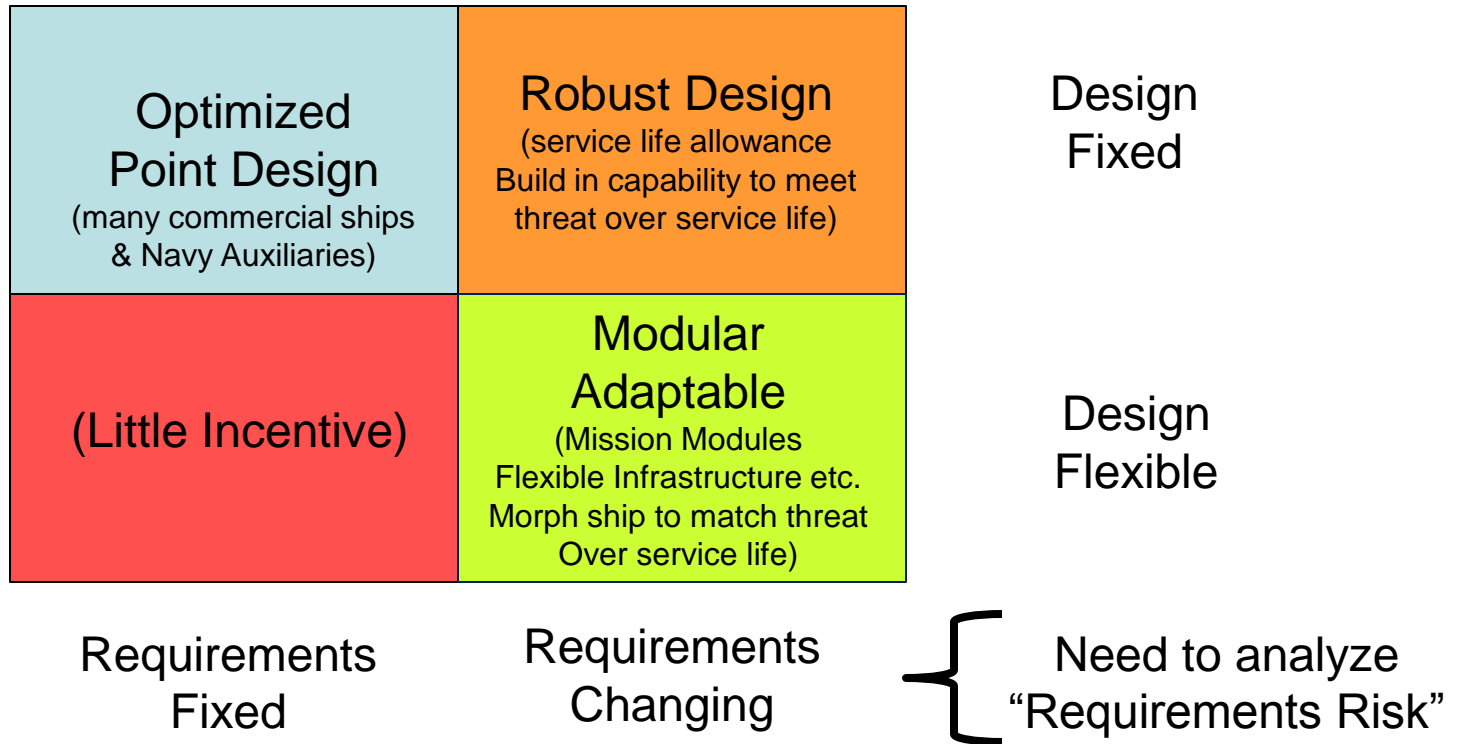 Optimized
Point Design
(many commercial ships
& Navy Auxiliaries)
Robust Design
(service life allowance
Build in capability to meet
threat over service life)
Design
Fixed
(Little Incentive)
Modular
Adaptable
(Mission Modules
Flexible Infrastructure etc.
Morph ship to match threat
Over service life)
Design
Flexible
Requirements
Fixed
Requirements
Changing
Need to analyze
“Requirements Risk”